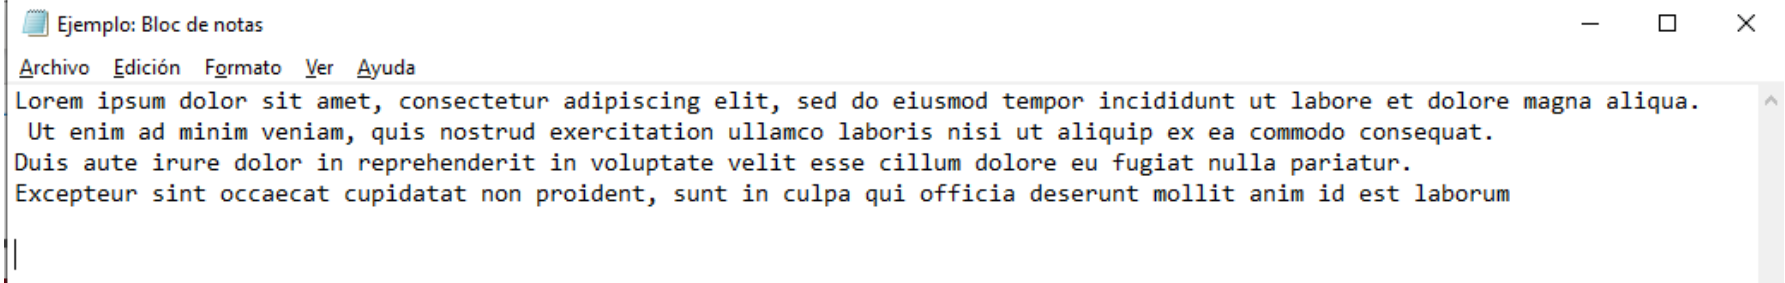 Ejemplo: Bloc de notas
Archivo Edición Formato Ver Ayuda
Lorem ipsum dolor sit amet, consectetur adipiscing elit, sed do eiusmod tempor incididunt ut labore et dolore magna aliqua.
 Ut enim ad minim veniam, quis nostrud exercitation ullamco laboris nisi ut aliquip ex ea commodo consequat.
Duis aute irure dolor in reprehenderit in voluptate velit esse cillum dolore eu fugiat nulla pariatur.
Excepteur sint occaecat cupidatat non proident, sunt in culpa qui officia deserunt mollit anim id est laborum